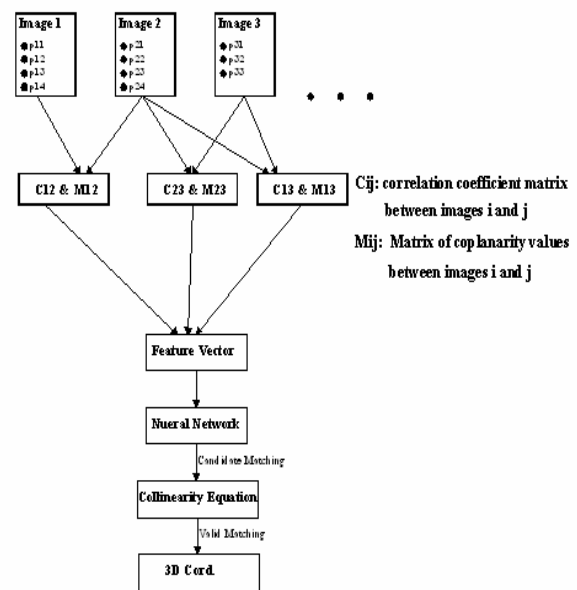 Image 1
p11
p12
p13
p14
Image 2
p21
p22
p23
p24
Image 3
p31
p32
p33
C12 & M12
C23 & M23
C13 & M13
Cij: correlation coefficient matrix
between images i and j
Mij: Matrix of coplanarity values
between images i and j
Feature Vector
Nueral Network
Candidate Matching
Collinearity Equation
Valid Matching
3D Cord.